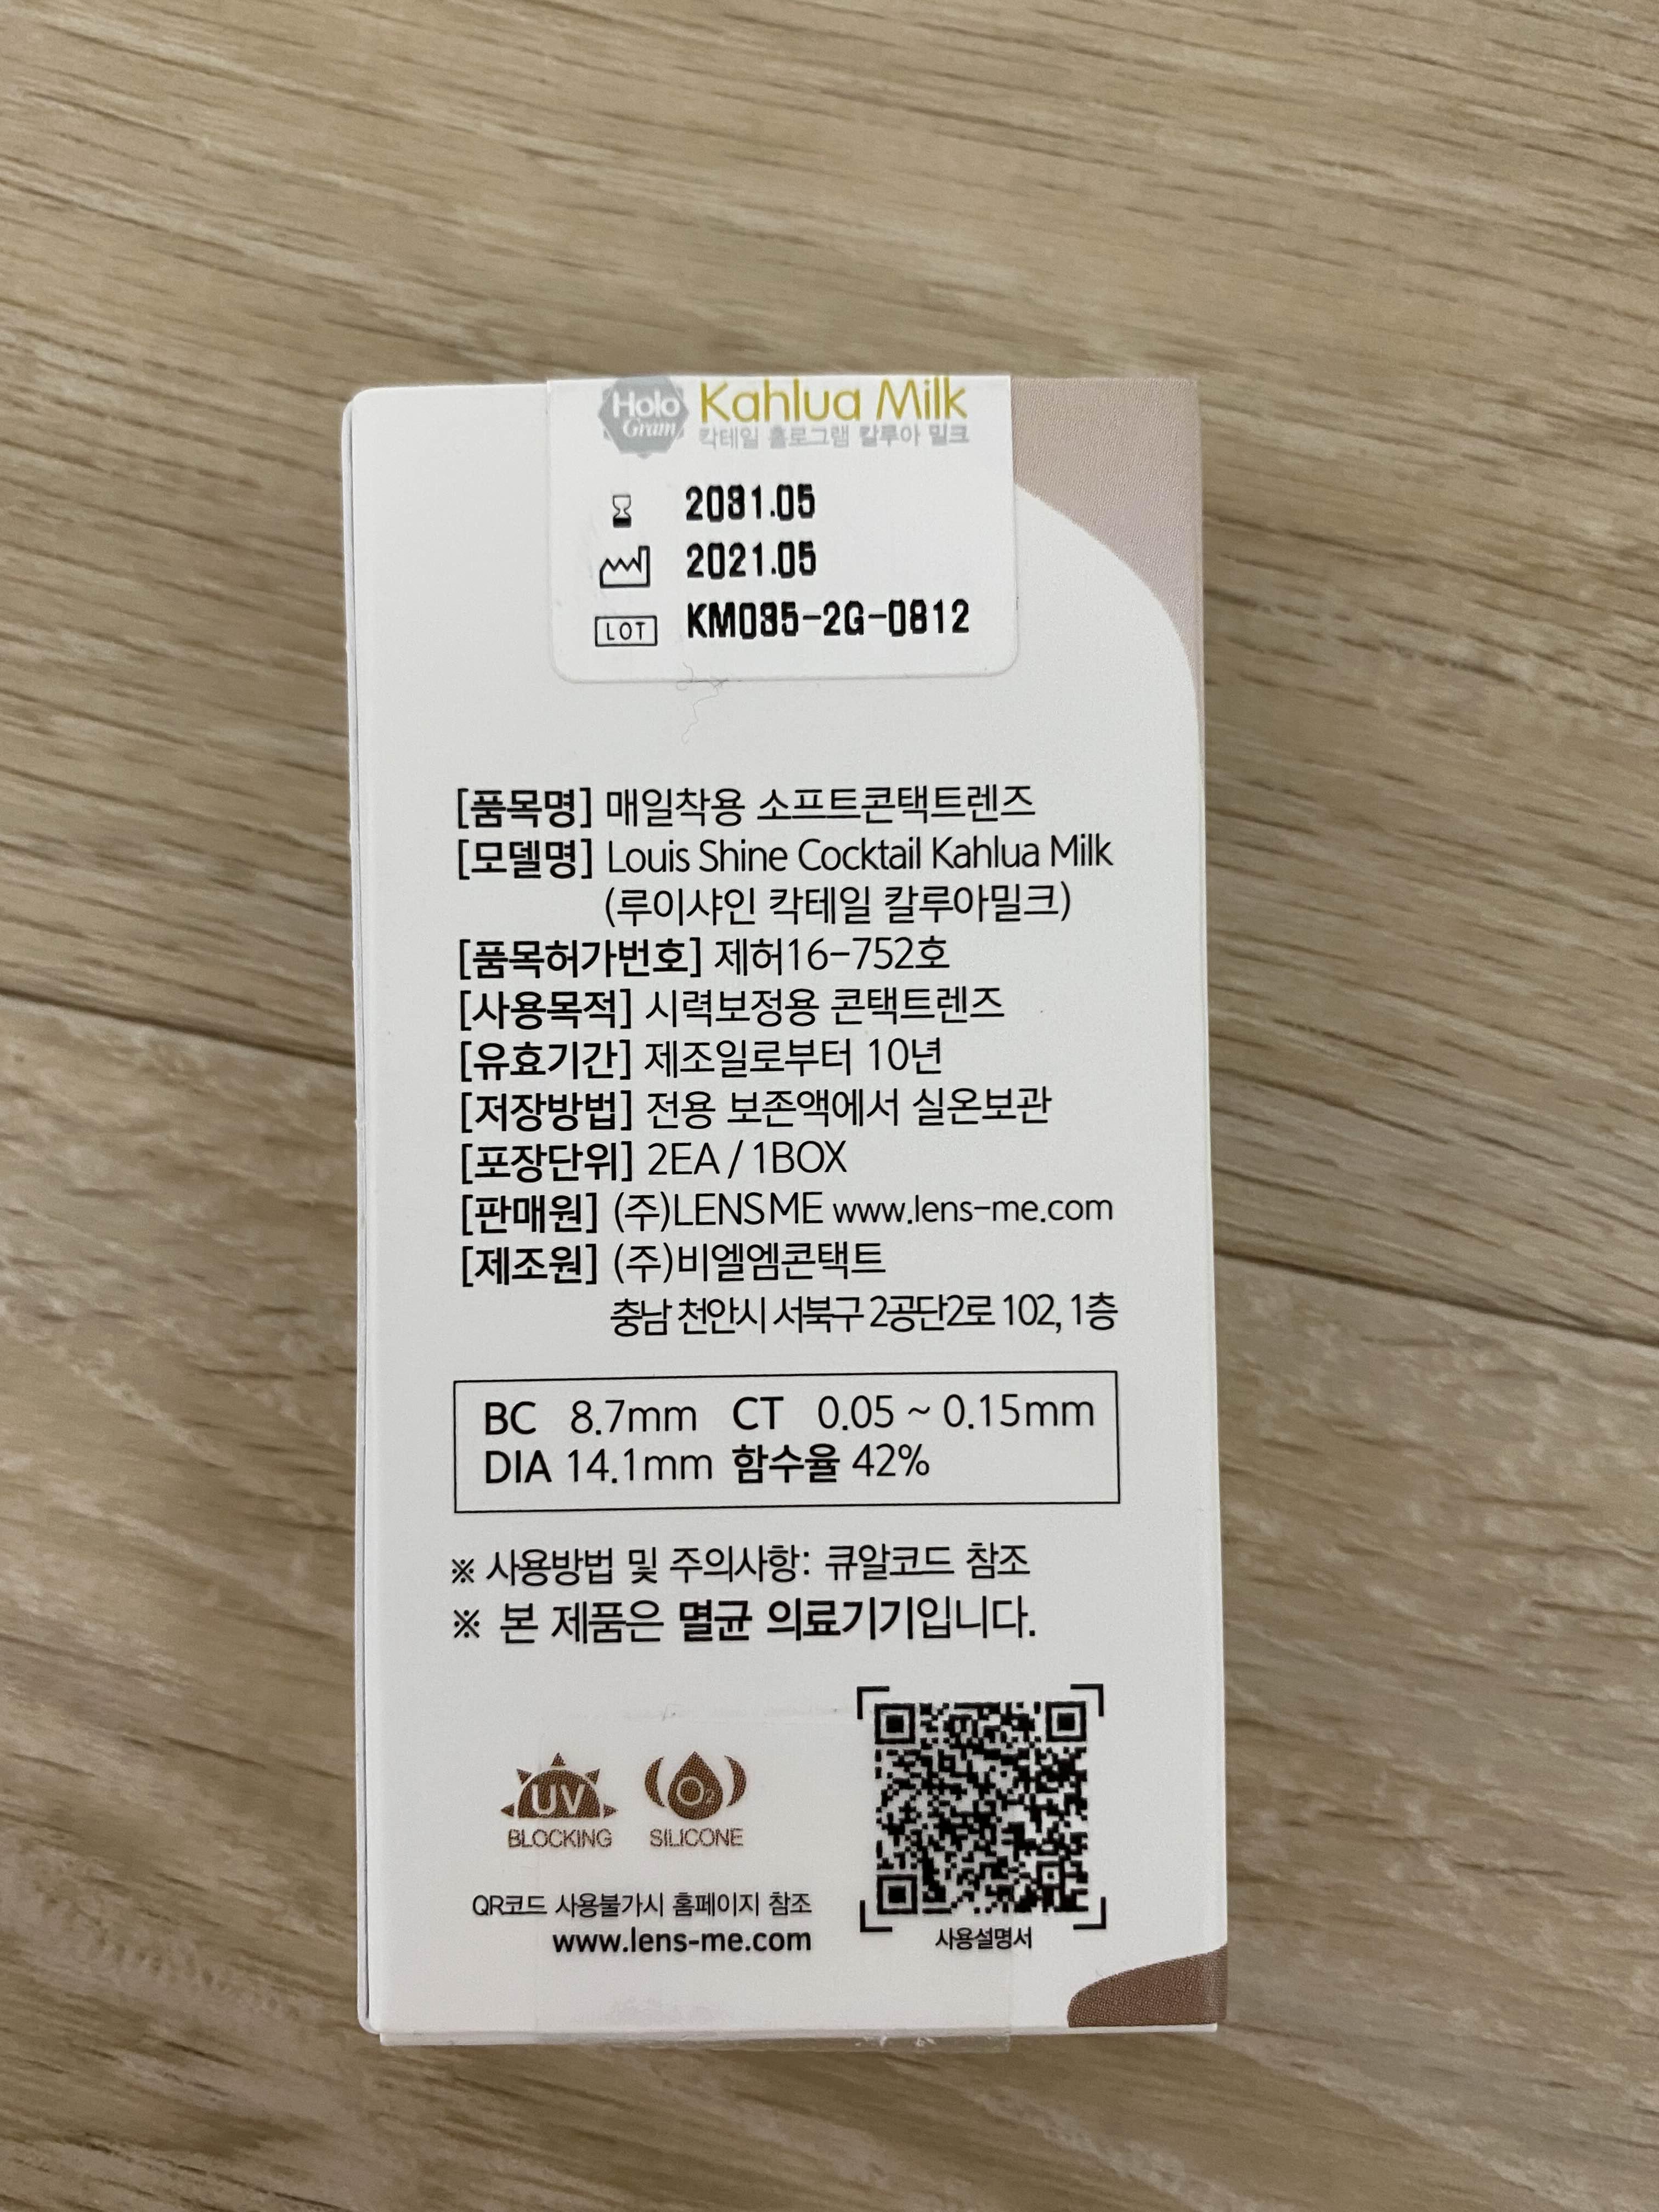 Holo Gram Kahlua Milk
칵테일 홀로그램 칼루아 밀크
2031.05
2021.05
LOT KM035-2G-0812
[품목명] 매일착용 소프트콘택트렌즈
[모델명] Louis Shine Cocktail Kahlua Milk
(루이샤인 칵테일 칼루아밀크)
[품목허가번호] 제허16-752호
[사용목적] 시력보정용 콘택트렌즈
[유효기간] 제조일로부터 10년
[저장방법] 전용 보존액에서 실온보관
[포장단위] 2EA / 1BOX
[판매원] (주)LENSME www.lens-me.com
[제조원] (주)비엘엠콘택트
충남 천안시 서북구 2공단2로 102, 1층
BC 8.7mm CT 0.05 ~ 0.15mm
DIA 14.1mm 함수율 42%
※ 사용방법 및 주의사항: 큐알코드 참조
※ 본 제품은 멸균 의료기기입니다.
UV O₂
BLOCKING SILICONE
QR코드 사용불가시 홈페이지 참조
www.lens-me.com
사용설명서